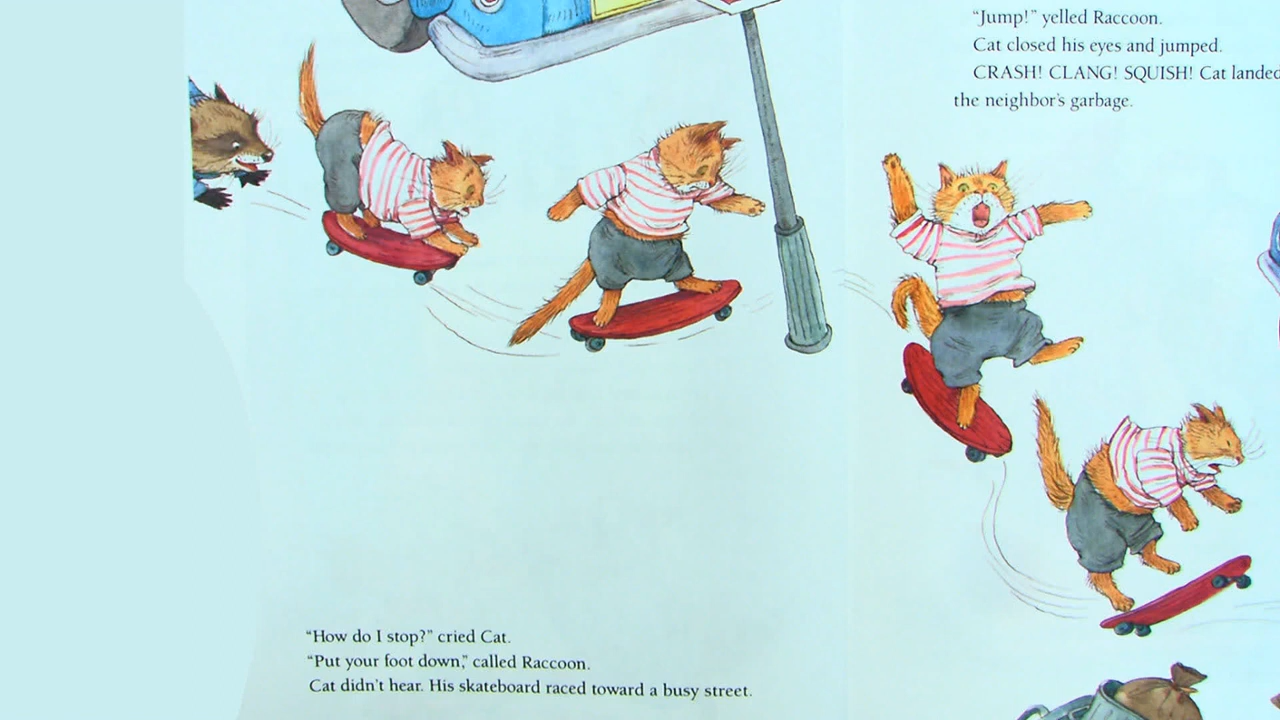 "How do I stop?" cried Cat.
"Put your foot down," called Raccoon.
Cat didn't hear. His skateboard raced toward a busy street.
"Jump!" yelled Raccoon.
Cat closed his eyes and jumped.
CRASH! CLANG! SQUISH! Cat landed
the neighbor's garbage.